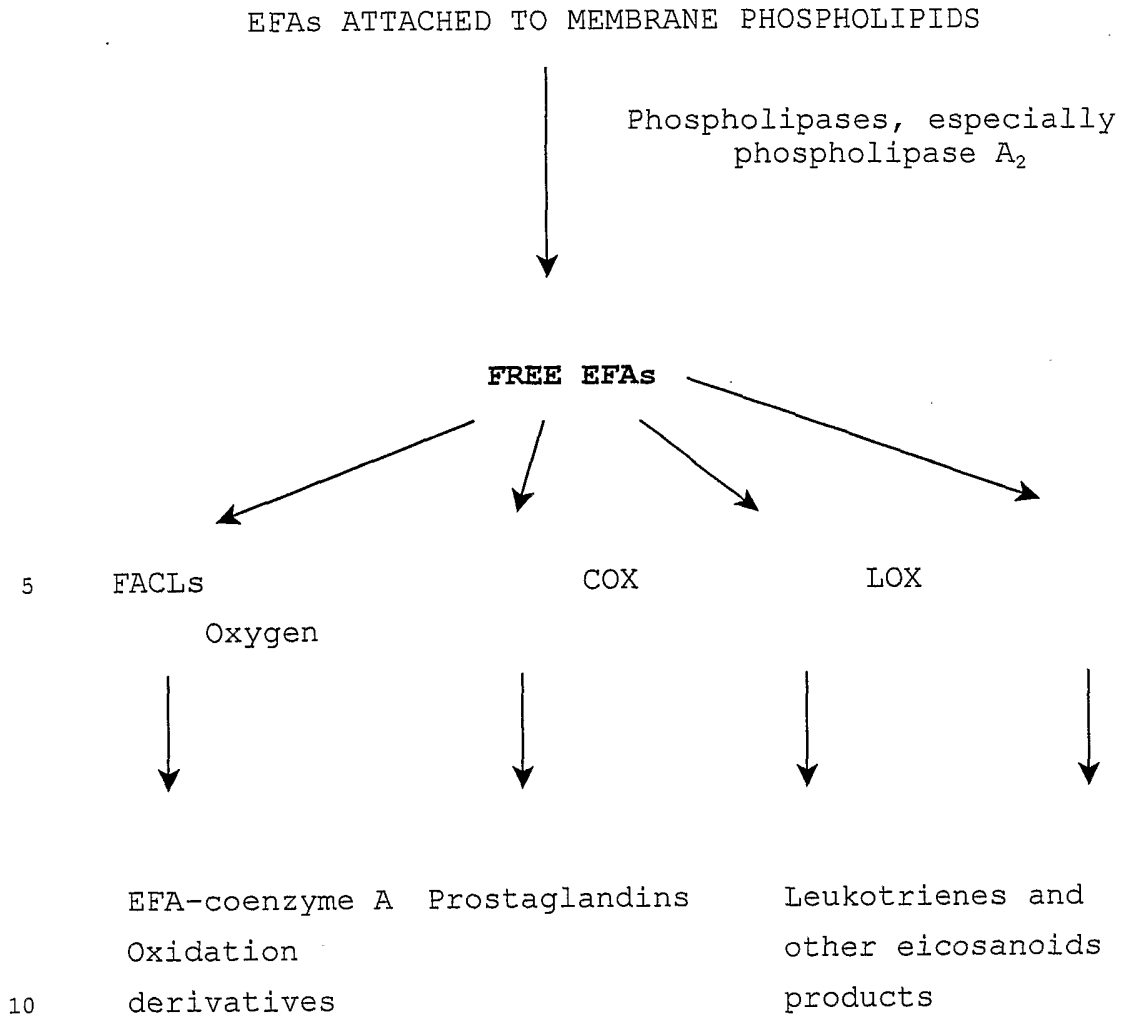 EFAs ATTACHED TO MEMBRANE PHOSPHOLIPIDS
Phospholipases, especially
phospholipase A₂
FREE EFAs
5 FACLs COX LOX
Oxygen
EFA-coenzyme A Prostaglandins Leukotrienes and
Oxidation other eicosanoids
10 derivatives products